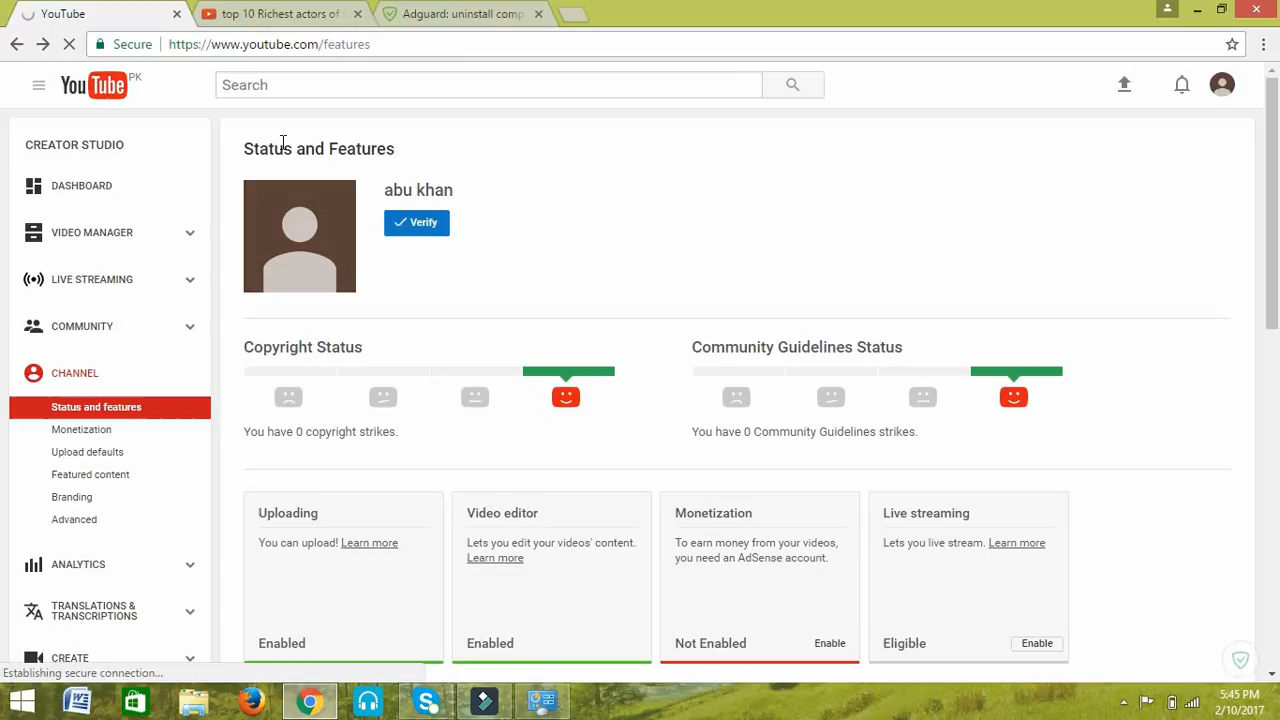 YouTube
top 10 Richest actors of
Adguard: uninstall comp
Secure
https://www.youtube.com/features
YouTube PK
Search
CREATOR STUDIO
DASHBOARD
VIDEO MANAGER
LIVE STREAMING
COMMUNITY
CHANNEL
Status and features
Monetization
Upload defaults
Featured content
Branding
Advanced
ANALYTICS
TRANSLATIONS &
TRANSCRIPTIONS
CREATE
Status and Features
abu khan
Verify
Copyright Status
You have 0 copyright strikes.
Community Guidelines Status
You have 0 Community Guidelines strikes.
Uploading
You can upload! Learn more
Enabled
Video editor
Lets you edit your videos' content.
Learn more
Enabled
Monetization
To earn money from your videos,
you need an AdSense account.
Not Enabled
Enable
Live streaming
Lets you live stream. Learn more
Eligible
Enable
Establishing secure connection...
5:45 PM
2/10/2017